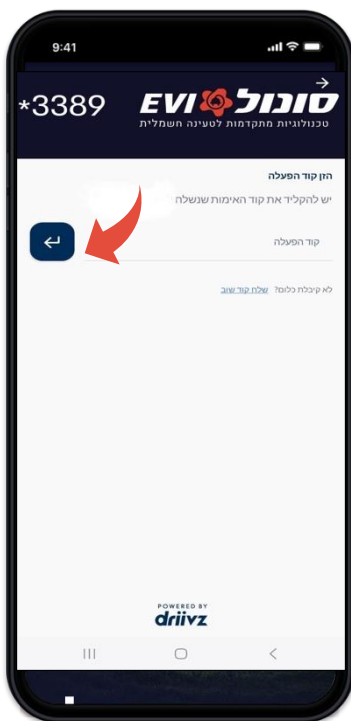 9:41
*3389
סונול EVI
טכנולוגיות מתקדמות לטעינה חשמלית
הזן קוד הפעלה
יש להקליד את קוד האימות שנשלח
קוד הפעלה
לא קיבלת כלום? שלח קוד שוב
POWERED BY
driivz